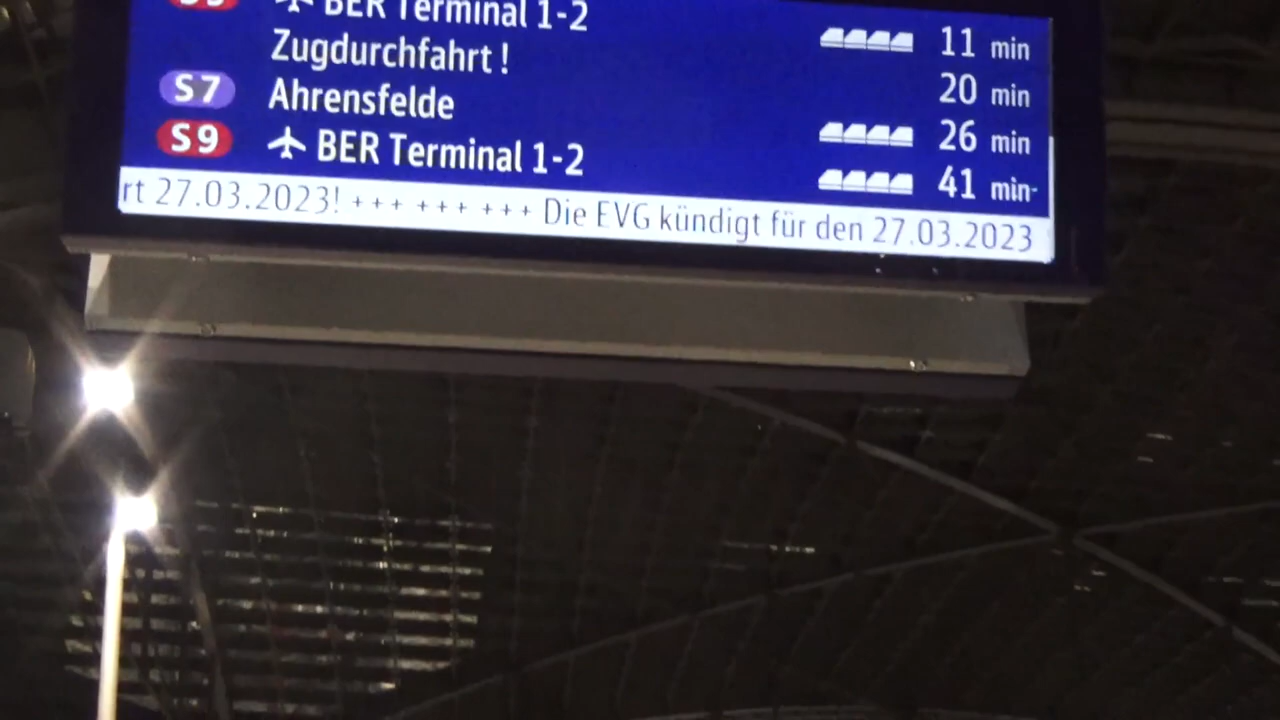 BER Terminal 1-2 11 min
Zugdurchfahrt! 20 min
S7 Ahrensfelde 26 min
S9 BER Terminal 1-2 41 min
rt 27.03.2023! +++ +++ +++ Die EVG kündigt für den 27.03.2023